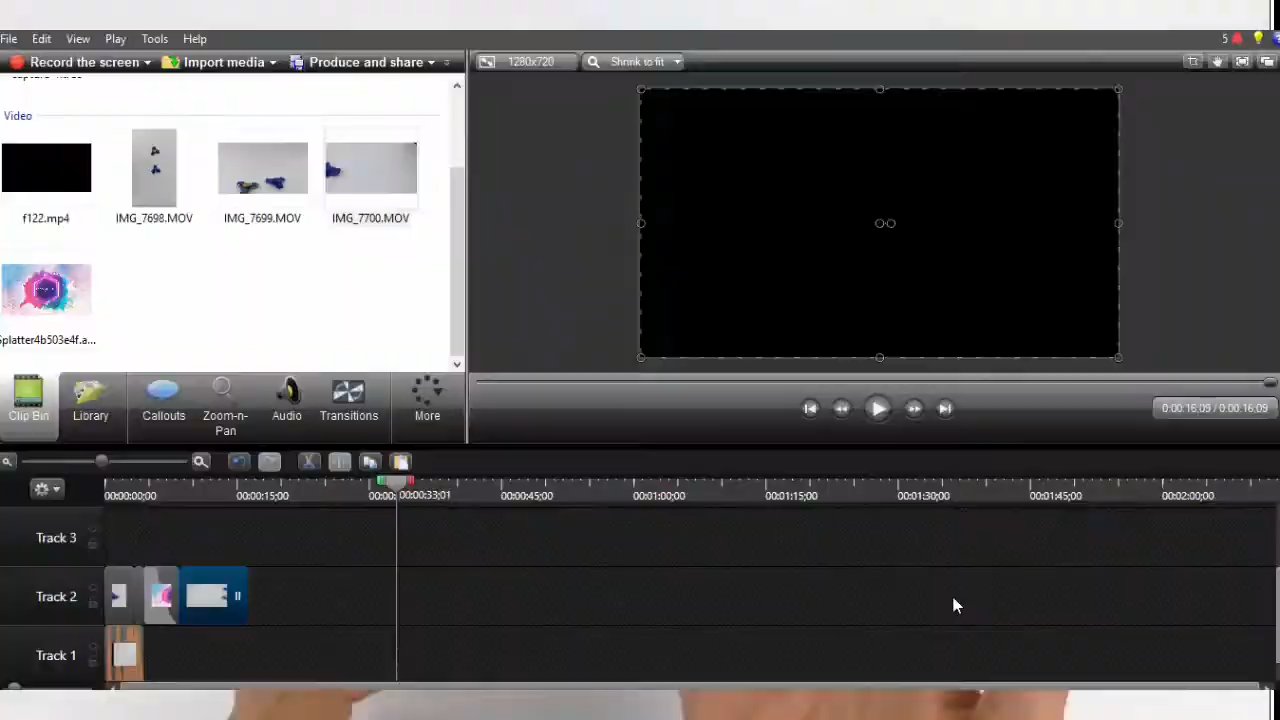 File Edit View Play Tools Help 5
Record the screen Import media Produce and share 1280x720 Shrink to fit
Video
f122.mp4 IMG_7698.MOV IMG_7699.MOV IMG_7700.MOV
Splatter4b503e4f.a...
Clip Bin Library Callouts Zoom-n-Pan Audio Transitions More
0:00:16;09 / 0:00:16;09
00:00:00;00 00:00:15;00 00:00: 00:00:33;01 00:00:45;00 00:01:00;00 00:01:15;00 00:01:30;00 00:01:45;00 00:02:00;00
Track 3
Track 2
Track 1